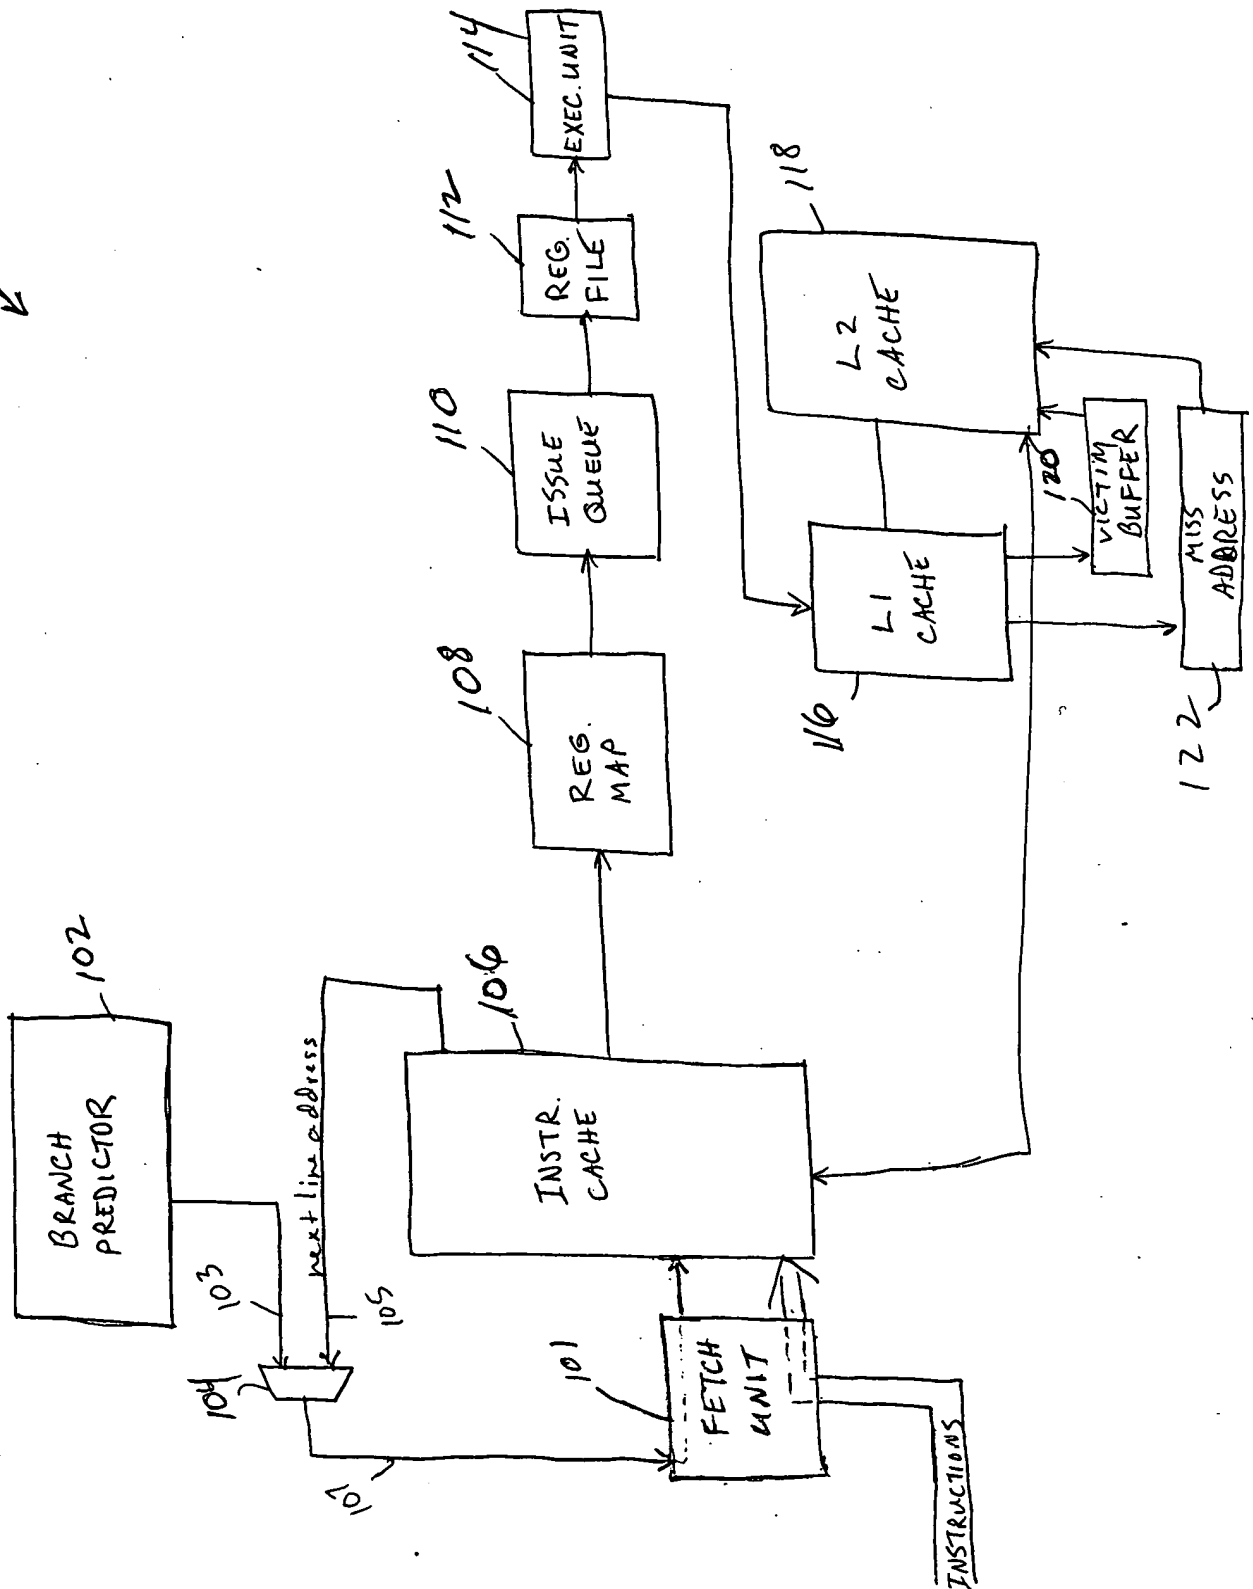 102
BRANCH
PREDICTOR
103
next line address
105
104
107
101
FETCH
UNIT
INSTRUCTIONS
106
INSTR.
CACHE
108
REG.
MAP
110
ISSUE
QUEUE
112
REG.
FILE
114
EXEC. UNIT
116
L1
CACHE
118
L2
CACHE
120
VICTIM
BUFFER
122
MISS
ADDRESS